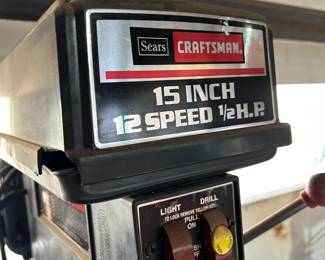 Sears CRAFTSMAN
15 INCH
12 SPEED 1/2 H.P.
LIGHT DRILL
TO LOCK REMOVE YELLOW KEY
PULL
ON